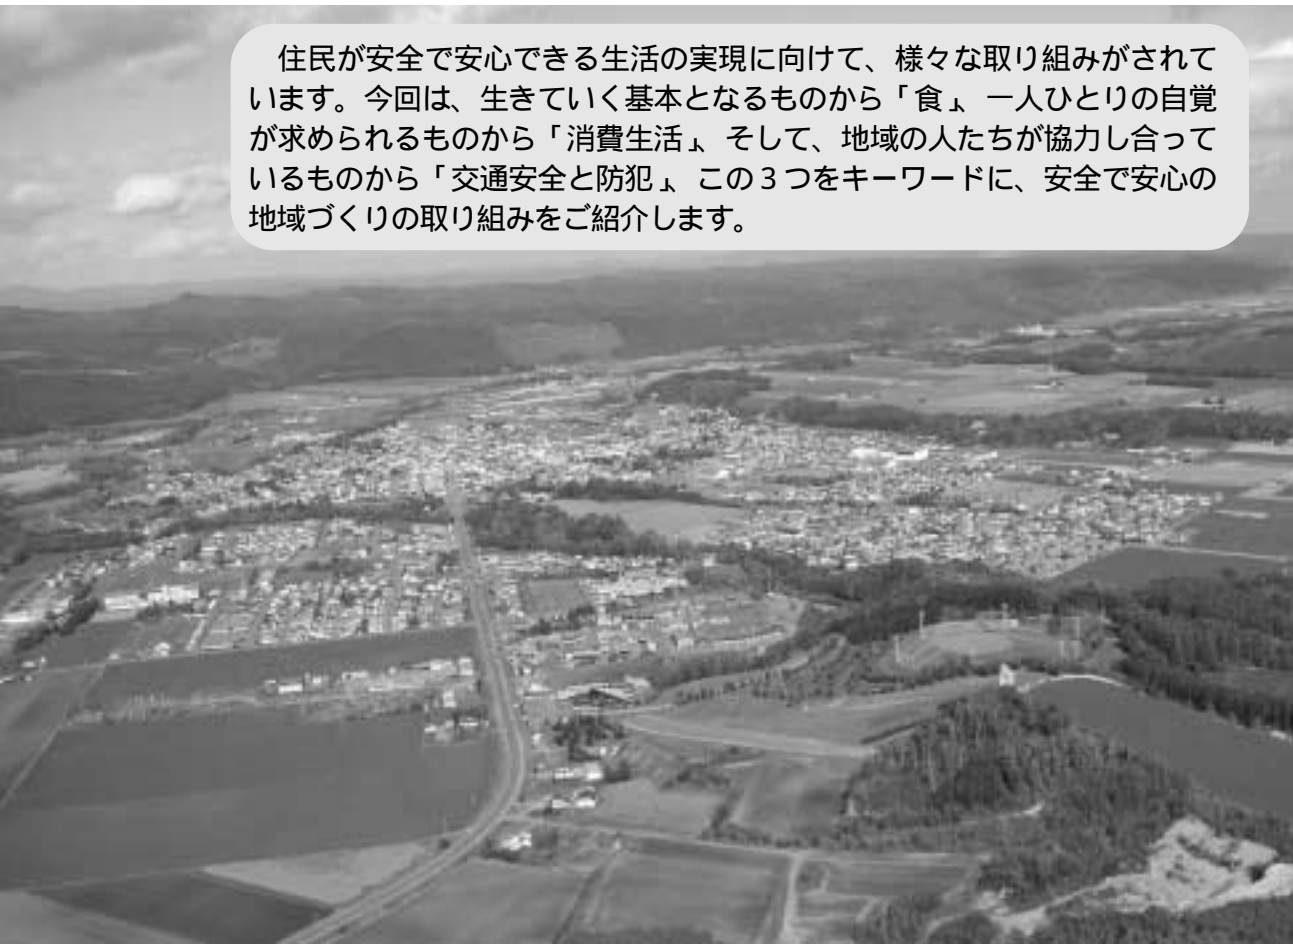 住民が安全で安心できる生活の実現に向けて、様々な取り組みがされて
います。今回は、生きていく基本となるものから「食」、一人ひとりの自覚
が求められるものから「消費生活」、そして、地域の人たちが協力し合って
いるものから「交通安全と防犯」、この３つをキーワードに、安全で安心の
地域づくりの取り組みをご紹介します。